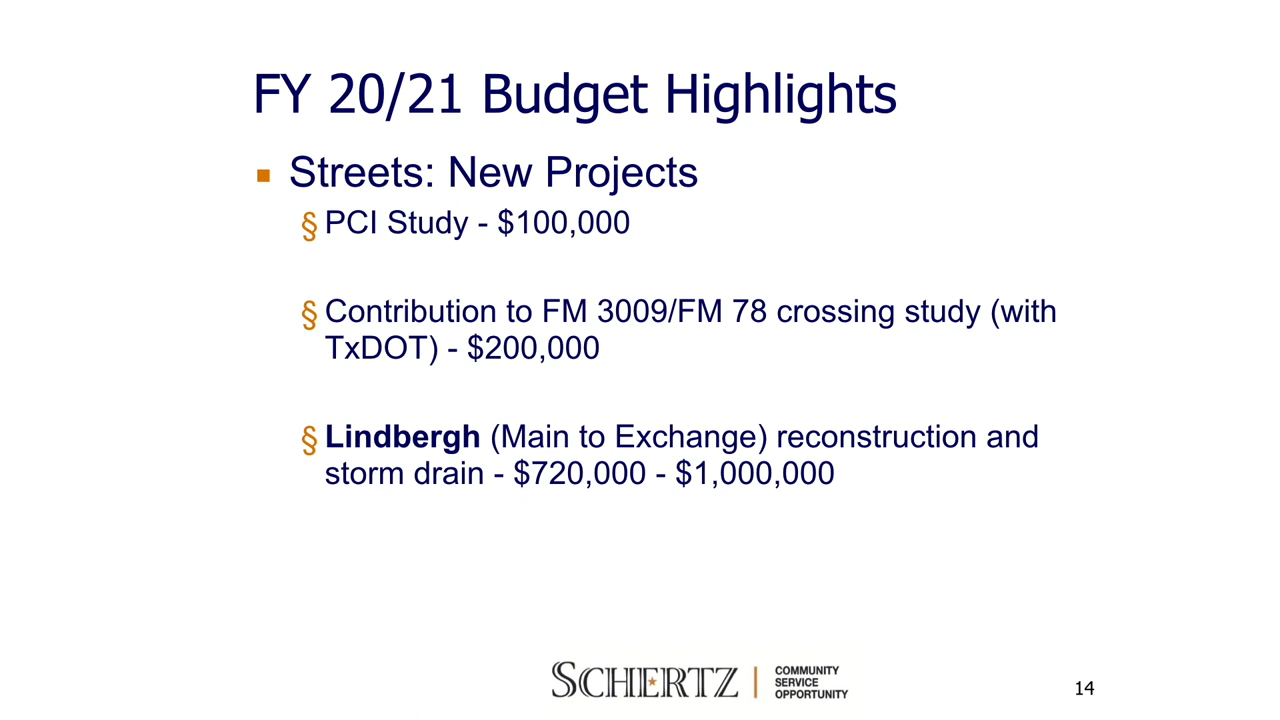 FY 20/21 Budget Highlights
▪ Streets: New Projects
§ PCI Study - $100,000
§ Contribution to FM 3009/FM 78 crossing study (with
TxDOT) - $200,000
§ Lindbergh (Main to Exchange) reconstruction and
storm drain - $720,000 - $1,000,000
SCHERTZ | COMMUNITY
SERVICE
OPPORTUNITY
14